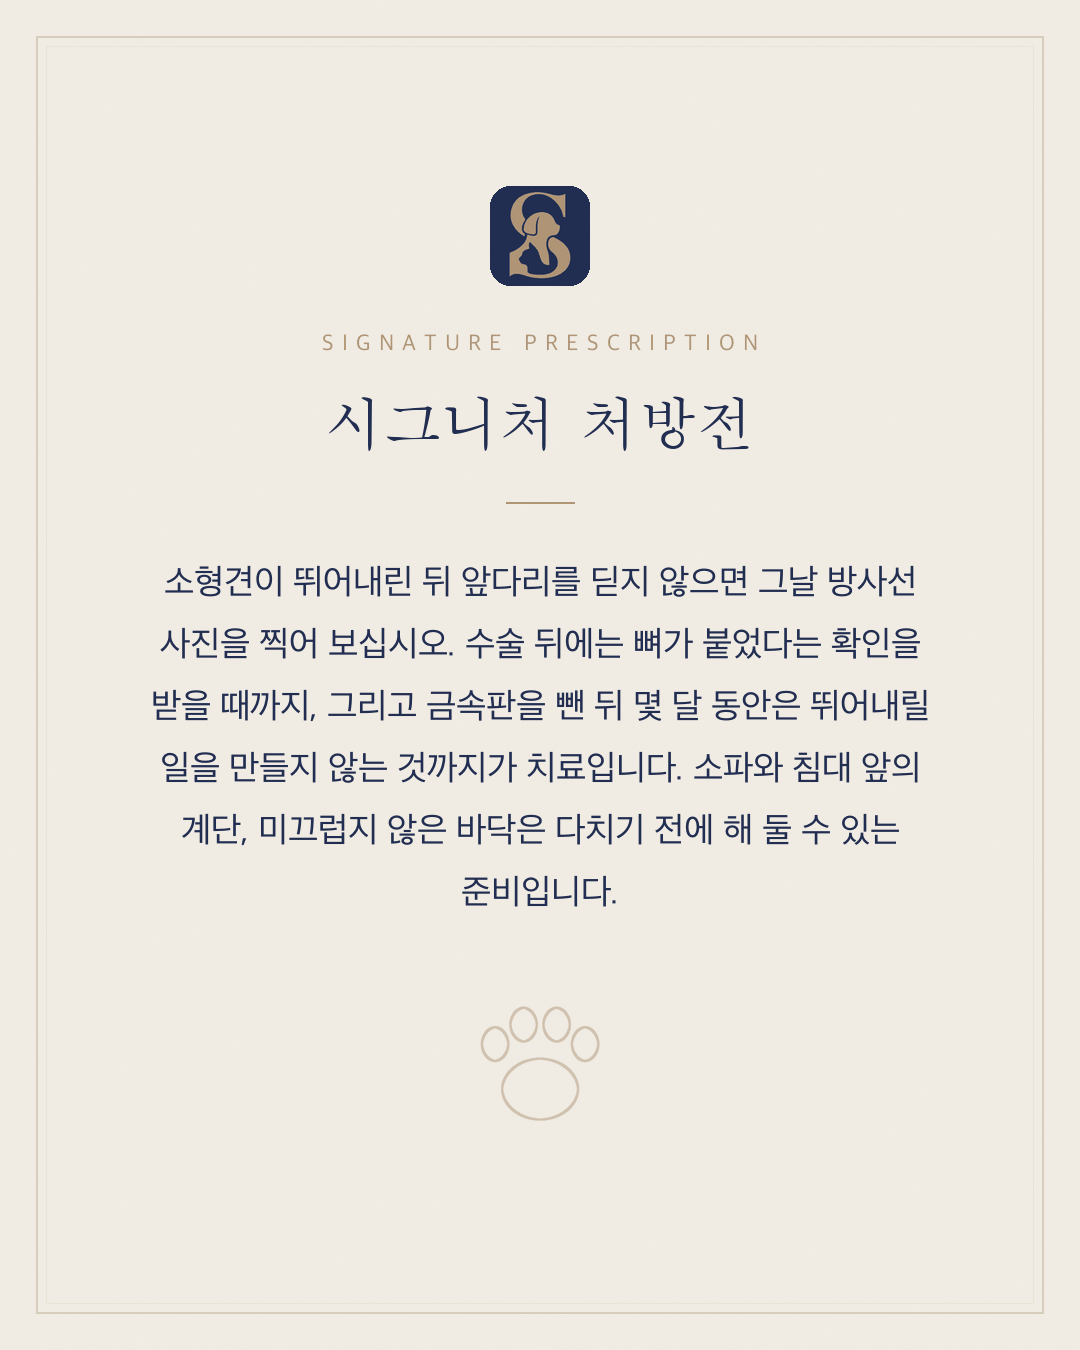 S
SIGNATURE PRESCRIPTION
시그니처 처방전
소형견이 뛰어내린 뒤 앞다리를 딛지 않으면 그날 방사선
사진을 찍어 보십시오. 수술 뒤에는 뼈가 붙었다는 확인을
받을 때까지, 그리고 금속판을 뺀 뒤 몇 달 동안은 뛰어내릴
일을 만들지 않는 것까지가 치료입니다. 소파와 침대 앞의
계단, 미끄럽지 않은 바닥은 다치기 전에 해 둘 수 있는
준비입니다.